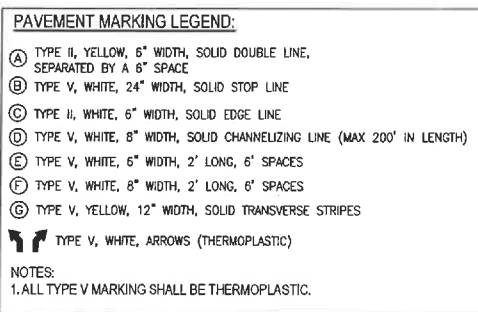 PAVEMENT MARKING LEGEND:
Ⓐ TYPE II, YELLOW, 6" WIDTH, SOLID DOUBLE LINE,
SEPARATED BY A 6" SPACE
Ⓑ TYPE V, WHITE, 24" WIDTH, SOLID STOP LINE
Ⓒ TYPE II, WHITE, 6" WIDTH, SOLID EDGE LINE
Ⓓ TYPE V, WHITE, 8" WIDTH, SOLID CHANNELIZING LINE (MAX 200' IN LENGTH)
Ⓔ TYPE V, WHITE, 6" WIDTH, 2' LONG, 6' SPACES
Ⓕ TYPE V, WHITE, 8" WIDTH, 2' LONG, 6' SPACES
Ⓖ TYPE V, YELLOW, 12" WIDTH, SOLID TRANSVERSE STRIPES
TYPE V, WHITE, ARROWS (THERMOPLASTIC)
NOTES:
1. ALL TYPE V MARKING SHALL BE THERMOPLASTIC.